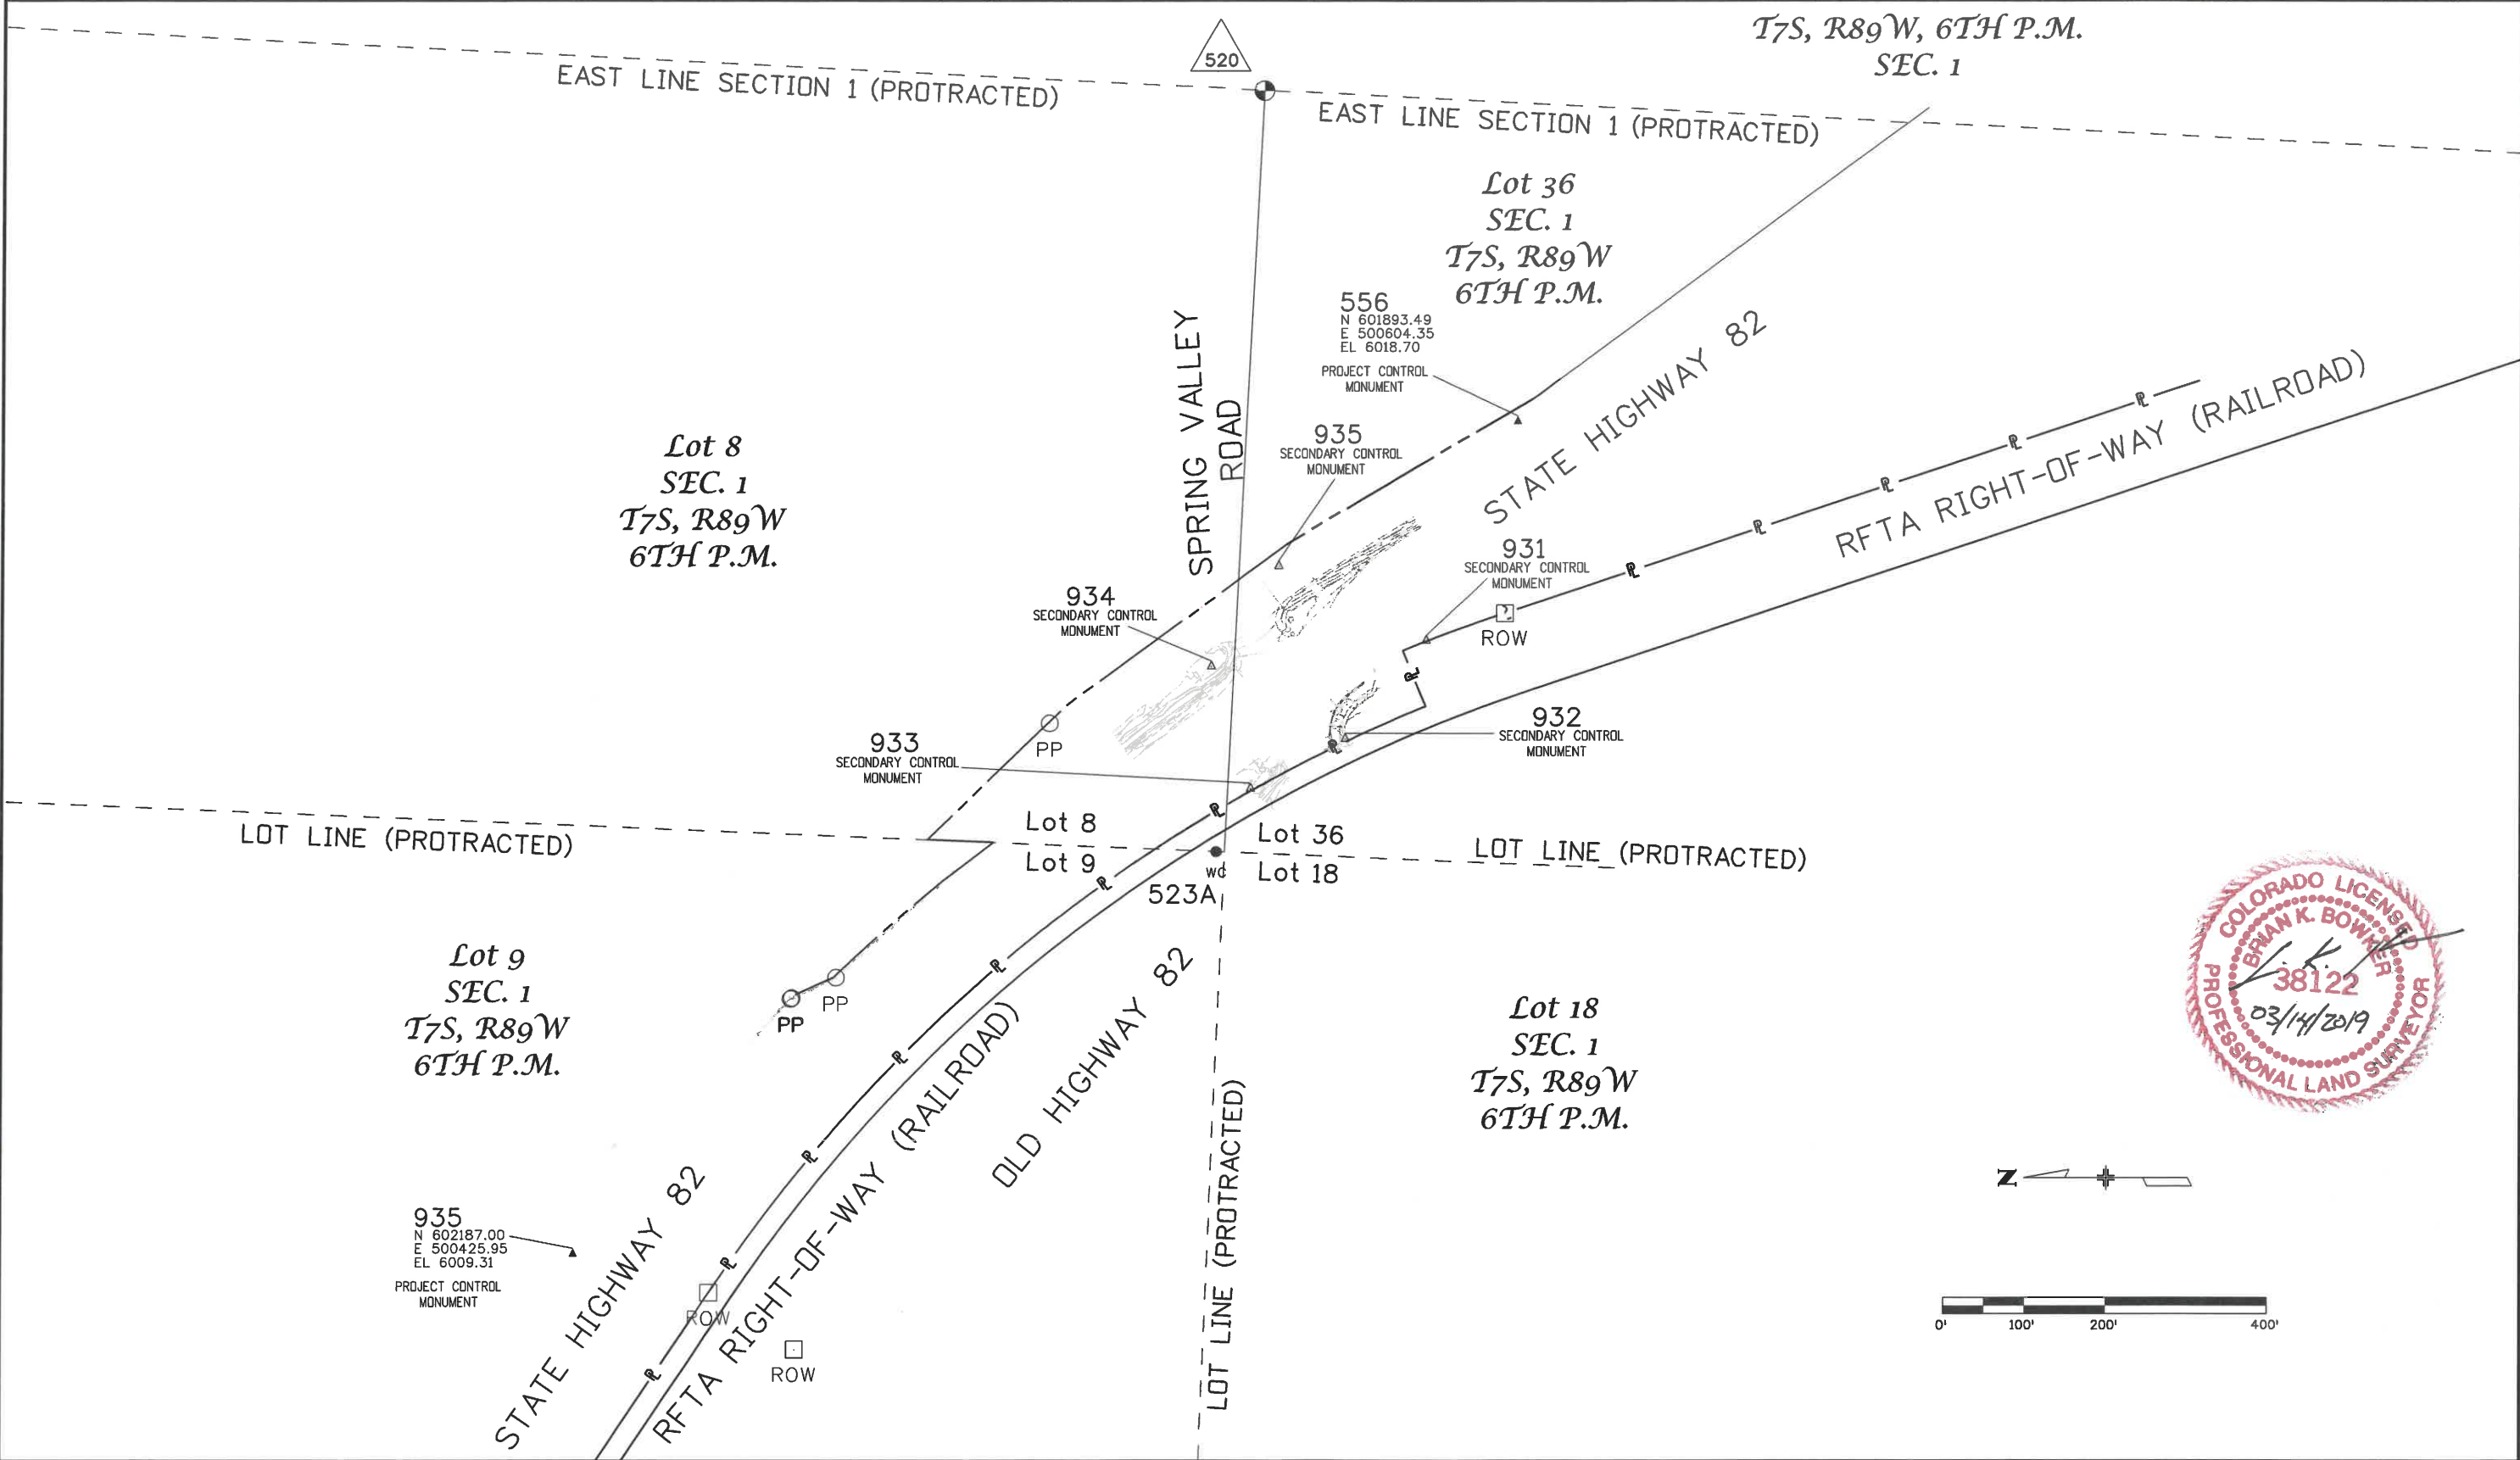 T7S, R89W, 6TH P.M.
SEC. 1
520
EAST LINE SECTION 1 (PROTRACTED)
EAST LINE SECTION 1 (PROTRACTED)
Lot 36
SEC. 1
T7S, R89W
6TH P.M.
556
N 601893.49
E 500604.35
EL 6018.70
PROJECT CONTROL
MONUMENT
SPRING VALLEY
ROAD
STATE HIGHWAY 82
RFTA RIGHT-OF-WAY (RAILROAD)
935
SECONDARY CONTROL
MONUMENT
Lot 8
SEC. 1
T7S, R89W
6TH P.M.
931
SECONDARY CONTROL
MONUMENT
ROW
934
SECONDARY CONTROL
MONUMENT
932
SECONDARY CONTROL
MONUMENT
933
SECONDARY CONTROL
MONUMENT
PP
LOT LINE (PROTRACTED)
Lot 8
Lot 9
Lot 36
Lot 18
LOT LINE (PROTRACTED)
wd
523A
Lot 9
SEC. 1
T7S, R89W
6TH P.M.
PP
PP
OLD HIGHWAY 82
Lot 18
SEC. 1
T7S, R89W
6TH P.M.
COLORADO LICENSED
BRIAN K. BOWKER
38122
03/14/2019
PROFESSIONAL LAND SURVEYOR
LOT LINE (PROTRACTED)
STATE HIGHWAY 82
RFTA RIGHT-OF-WAY (RAILROAD)
935
N 602187.00
E 500425.95
EL 6009.31
PROJECT CONTROL
MONUMENT
ROW
ROW
N
0' 100' 200' 400'